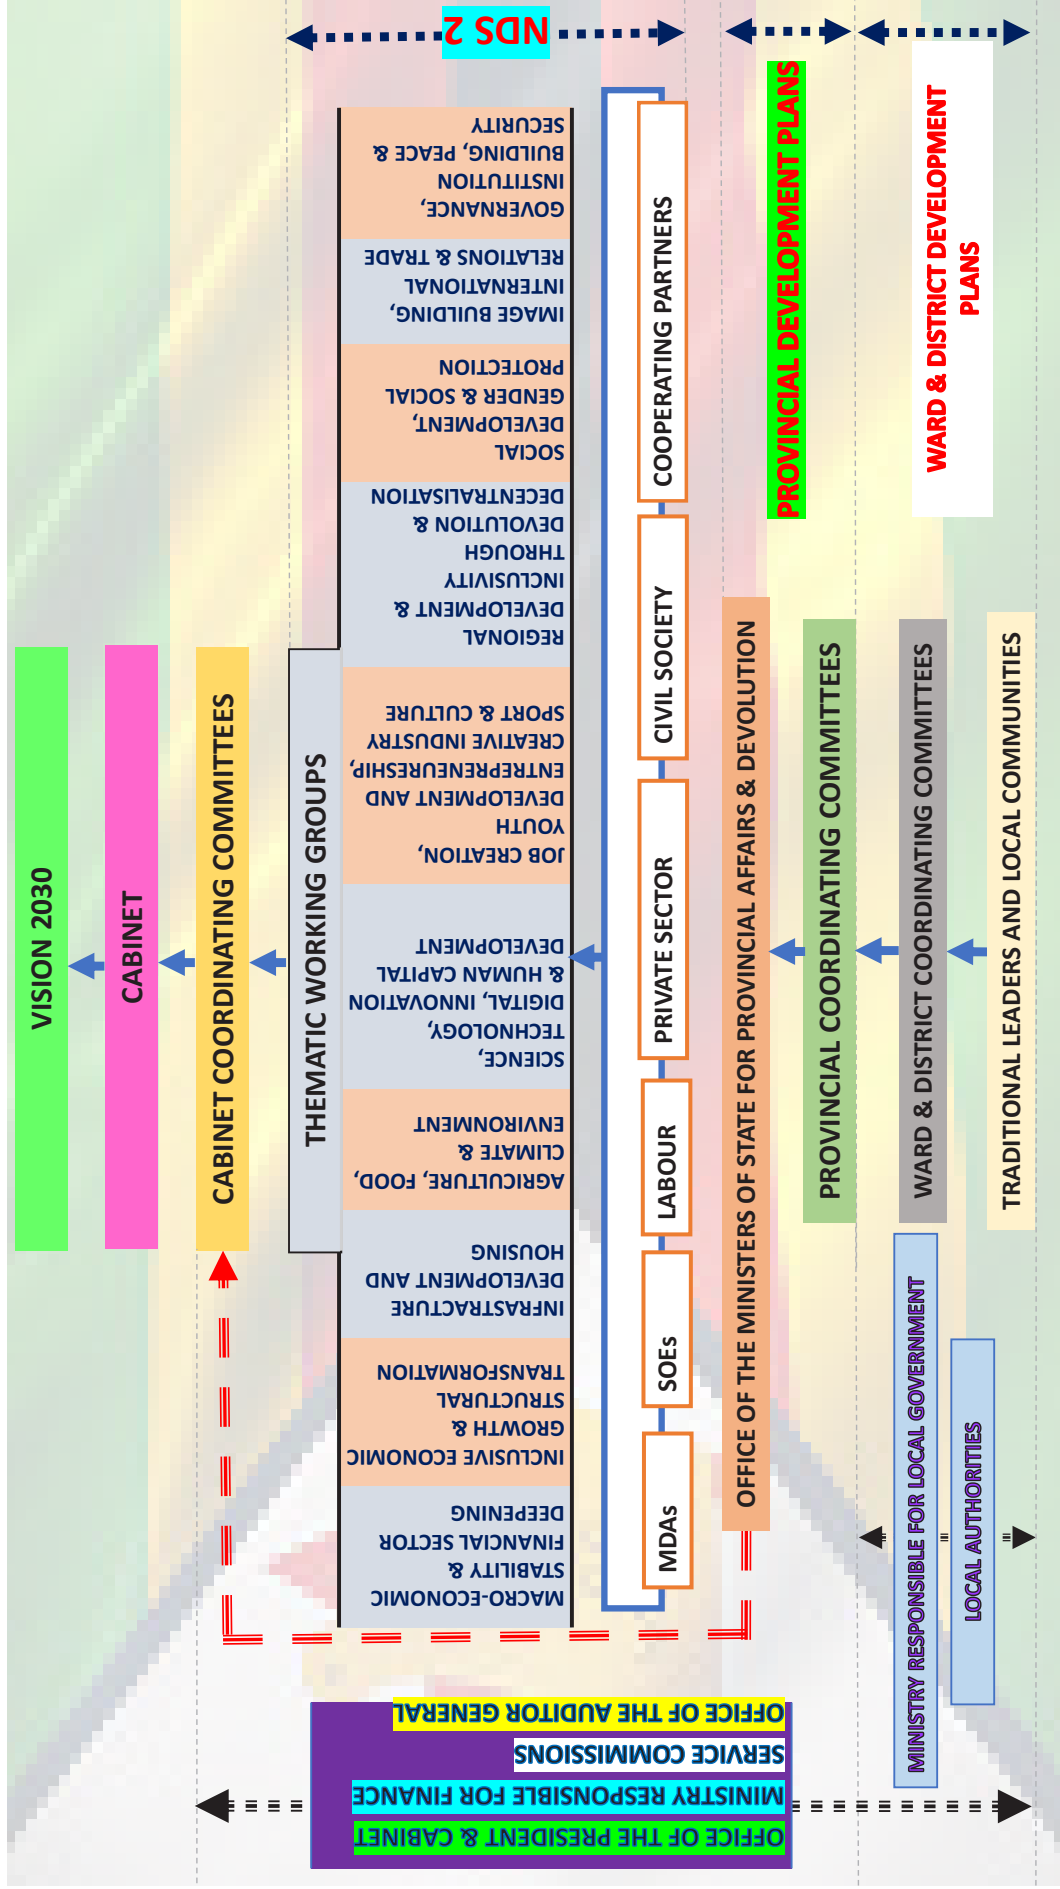 VISION 2030
CABINET
CABINET COORDINATING COMMITTEES
THEMATIC WORKING GROUPS
MACRO-ECONOMIC
STABILITY &
FINANCIAL SECTOR
DEEPENING
INCLUSIVE ECONOMIC
GROWTH &
STRUCTURAL
TRANSFORMATION
INFRASTRACTURE
DEVELOPMENT AND
HOUSING
AGRICULTURE, FOOD,
CLIMATE &
ENVIRONMENT
SCIENCE,
TECHNOLOGY,
DIGITAL, INNOVATION
& HUMAN CAPITAL
DEVELOPMENT
JOB CREATION,
YOUTH
DEVELOPMENT AND
ENTREPRENEURESHIP,
CREATIVE INDUSTRY
SPORT & CULTURE
REGIONAL
DEVELOPMENT &
INCLUSIVITY
THROUGH
DEVOLUTION &
DECENTRALISATION
SOCIAL
DEVELOPMENT,
GENDER & SOCIAL
PROTECTION
IMAGE BUILDING,
INTERNATIONAL
RELATIONS & TRADE
GOVERNANCE,
INSTITUTION
BUILDING, PEACE &
SECURITY
NDS 2
MDAs
SOEs
LABOUR
PRIVATE SECTOR
CIVIL SOCIETY
COOPERATING PARTNERS
OFFICE OF THE MINISTERS OF STATE FOR PROVINCIAL AFFAIRS & DEVOLUTION
PROVINCIAL DEVELOPMENT PLANS
PROVINCIAL COORDINATING COMMITTEES
WARD & DISTRICT COORDINATING COMMITTEES
WARD & DISTRICT DEVELOPMENT
PLANS
TRADITIONAL LEADERS AND LOCAL COMMUNITIES
MINISTRY RESPONSIBLE FOR LOCAL GOVERNMENT
LOCAL AUTHORITIES
OFFICE OF THE PRESIDENT & CABINET
MINISTRY RESPONSIBLE FOR FINANCE
SERVICE COMMISSIONS
OFFICE OF THE AUDITOR GENERAL